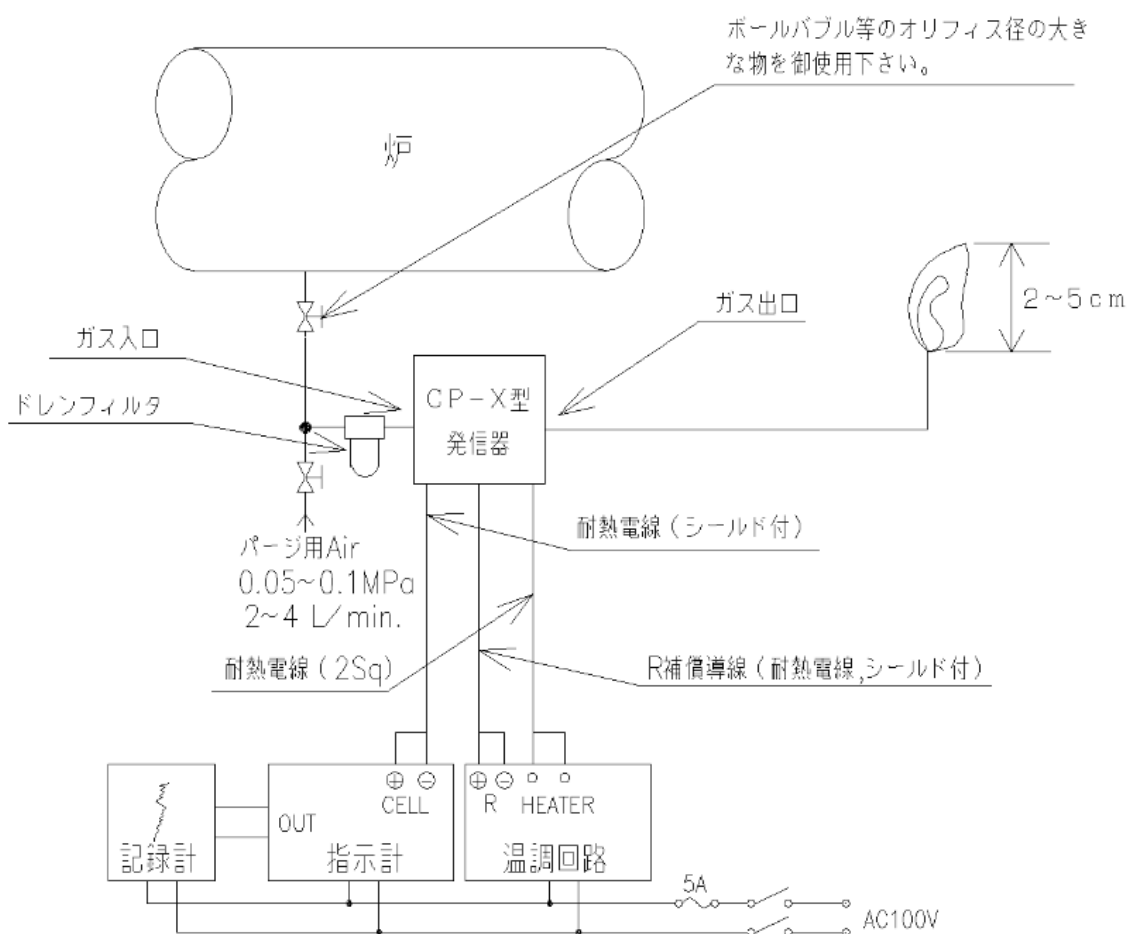 ボールバブル等のオリフィス径の大き
な物を御使用下さい。
炉
ガス入口
ガス出口
2~5cm
ドレンフィルタ
CP-X型
発信器
耐熱電線(シールド付)
パージ用Air
0.05~0.1MPa
2~4 L/min.
耐熱電線(2Sq)
R補償導線(耐熱電線,シールド付)
⊕ ⊖
CELL
OUT
指示計
⊕ ⊖
R HEATER
温調回路
記録計
5A
AC100V